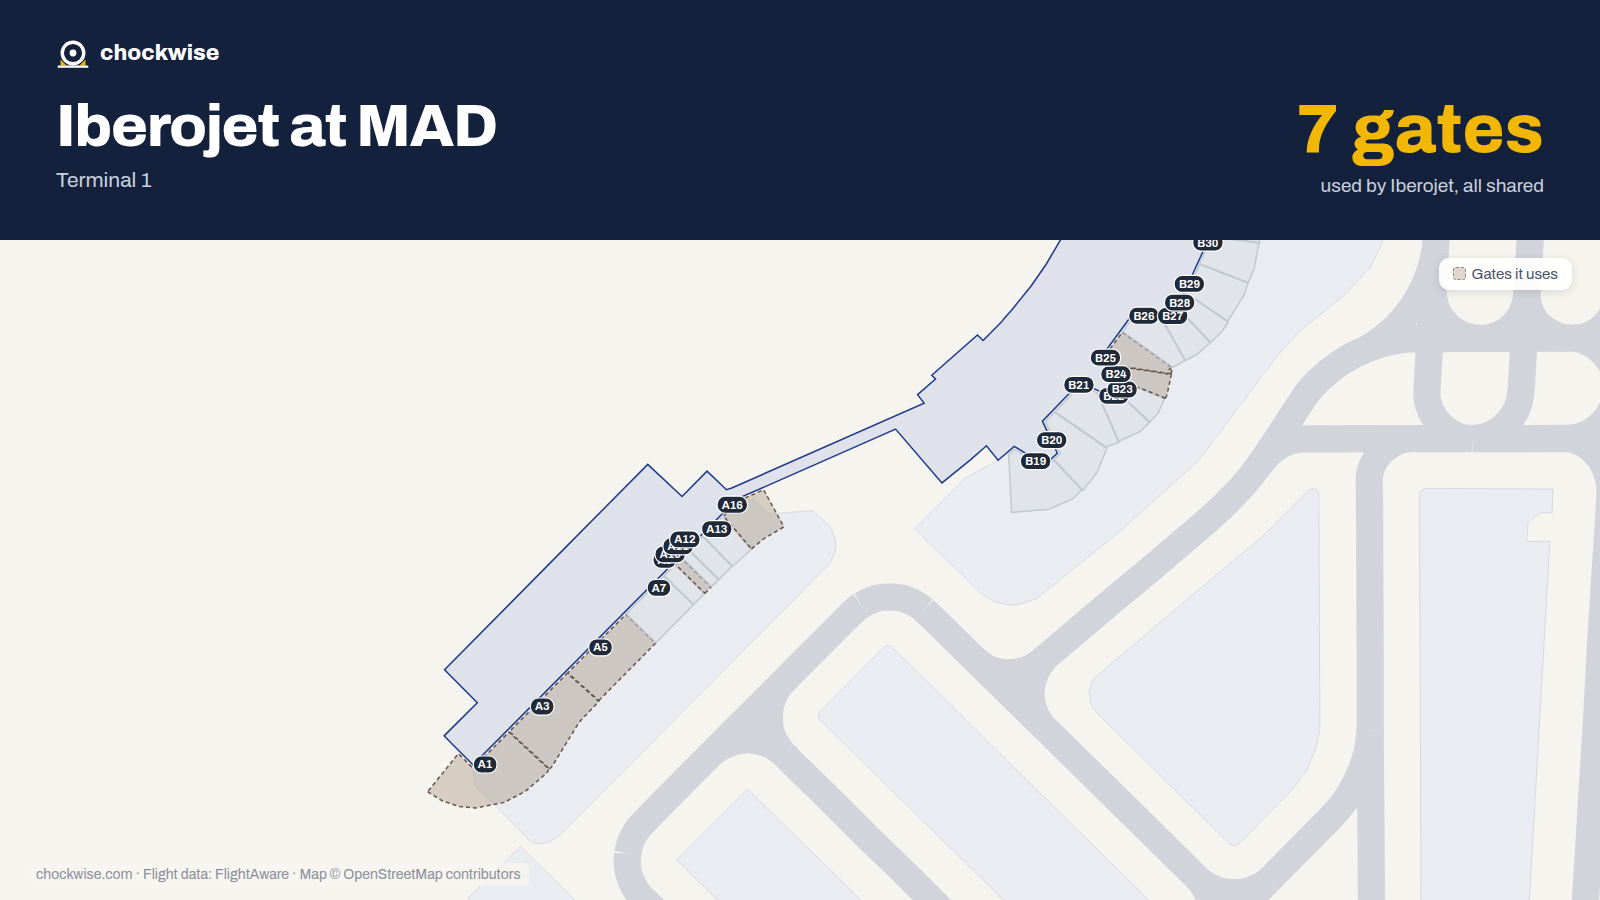 chockwise
Iberojet at MAD
Terminal 1
7 gates
used by Iberojet, all shared
Gates it uses
B30
B29
B28
B26
B27
B25
B24
B21
B23
B20
B19
A16
A13
A12
A7
A5
A3
A1
chockwise.com · Flight data: FlightAware · Map © OpenStreetMap contributors